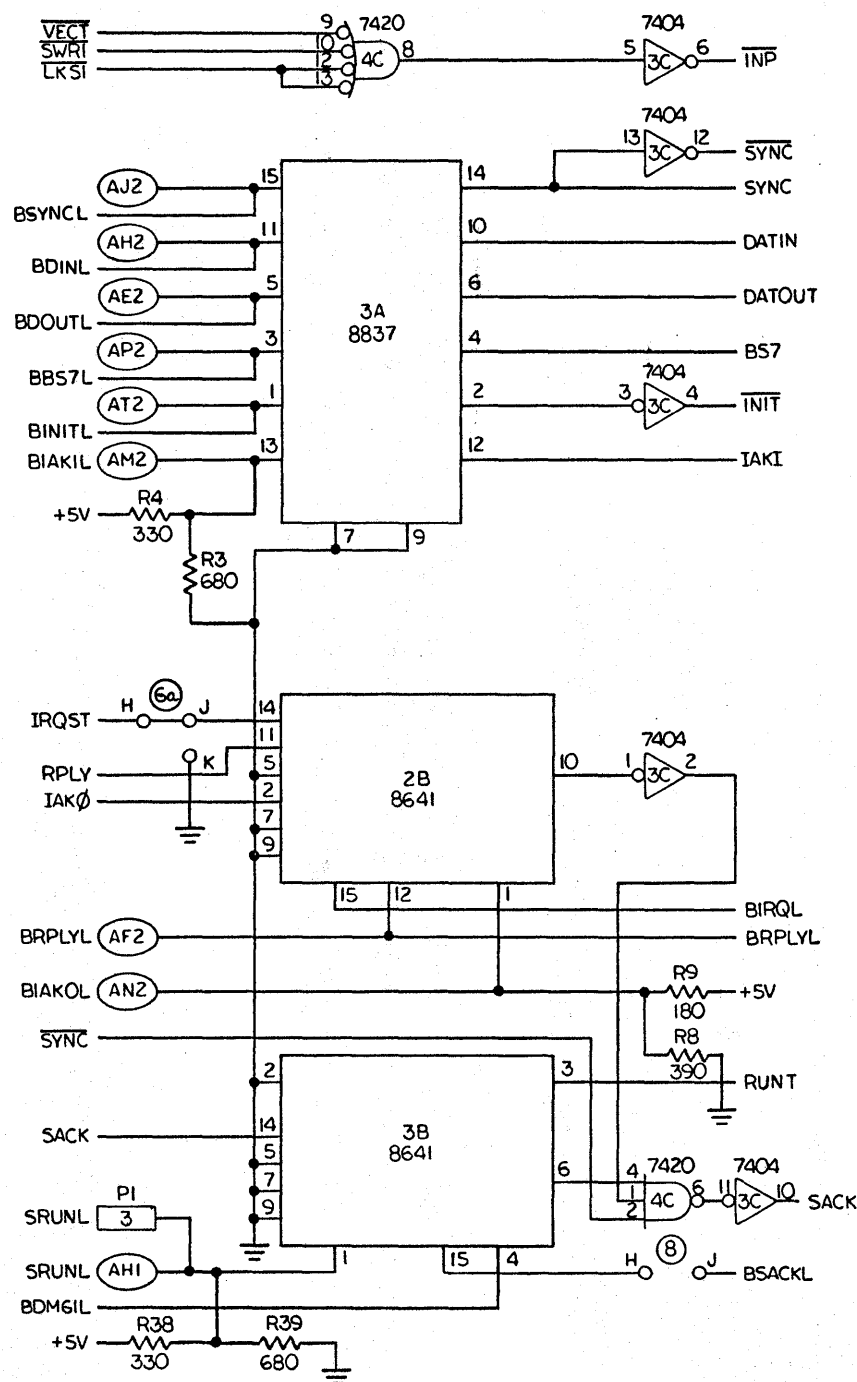 VECT 9 7420 7404
SWRI 10 4C 8 5 3C 6 INP
LKSI 12
13
7404
13 3C 12 SYNC
AJ2 15 14 SYNC
BSYNCL
AH2 11 10 DATIN
BDINL
AE2 5 3A 6 DATOUT
BDOUTL 8837
AP2 3 4 BS7
BBS7L 7404
AT2 1 2 3 3C 4 INIT
BINITL
BIAKIL AM2 13 12 IAKI
R4
+5V 330
7 9
R3
680
6a
IRQST H J 14
11 7404
RPLY K 5 2B 10 1 3C 2
IAKØ 2 8641
7
9
15 12 1
BIRQL
BRPLYL AF2 BRPLYL
R9
BIAKOL AN2 +5V
180
SYNC R8
390
2 3 RUNT
SACK 14 3B
5 8641 6 4 7420 7404
7 1 4C 6 11 3C 10 SACK
P1 2
SRUNL 3 9
8
SRUNL AH1 1 15 4 H J BSACKL
BDMGIL
R38 R39
+5V 330 680